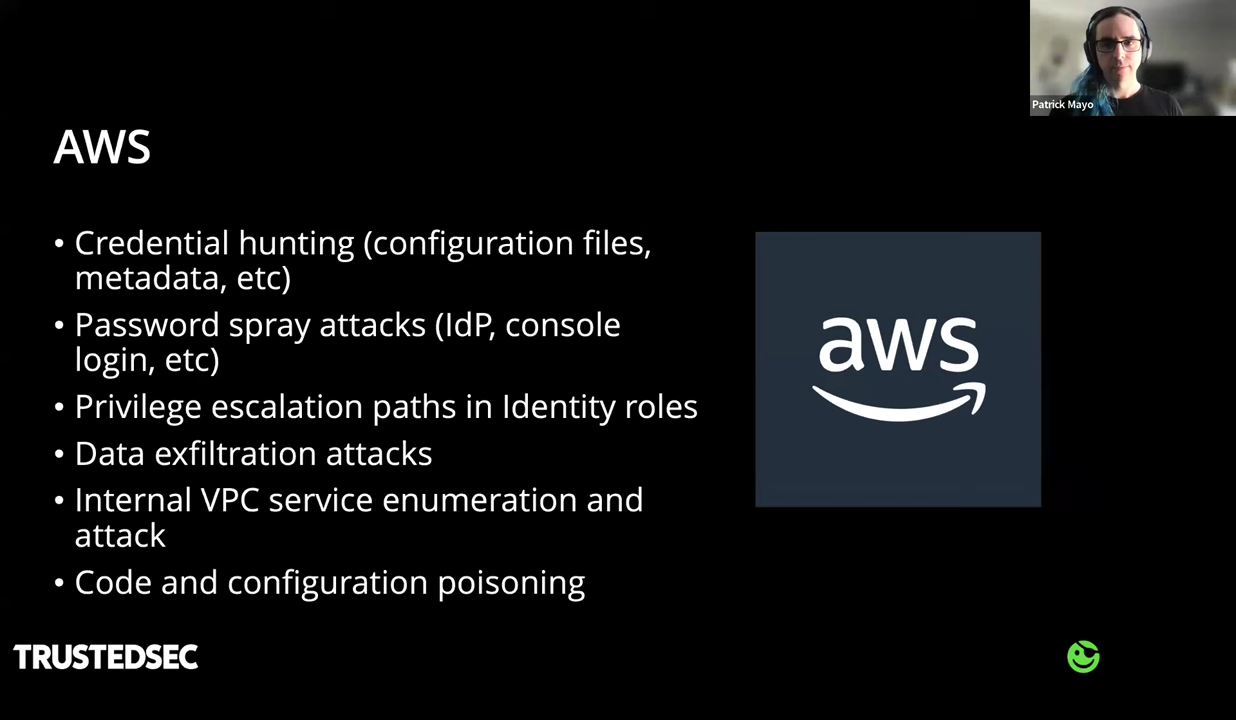 Patrick Mayo
AWS
• Credential hunting (configuration files,
metadata, etc)
• Password spray attacks (IdP, console
login, etc)
• Privilege escalation paths in Identity roles
• Data exfiltration attacks
• Internal VPC service enumeration and
attack
• Code and configuration poisoning
aws
TRUSTEDSEC